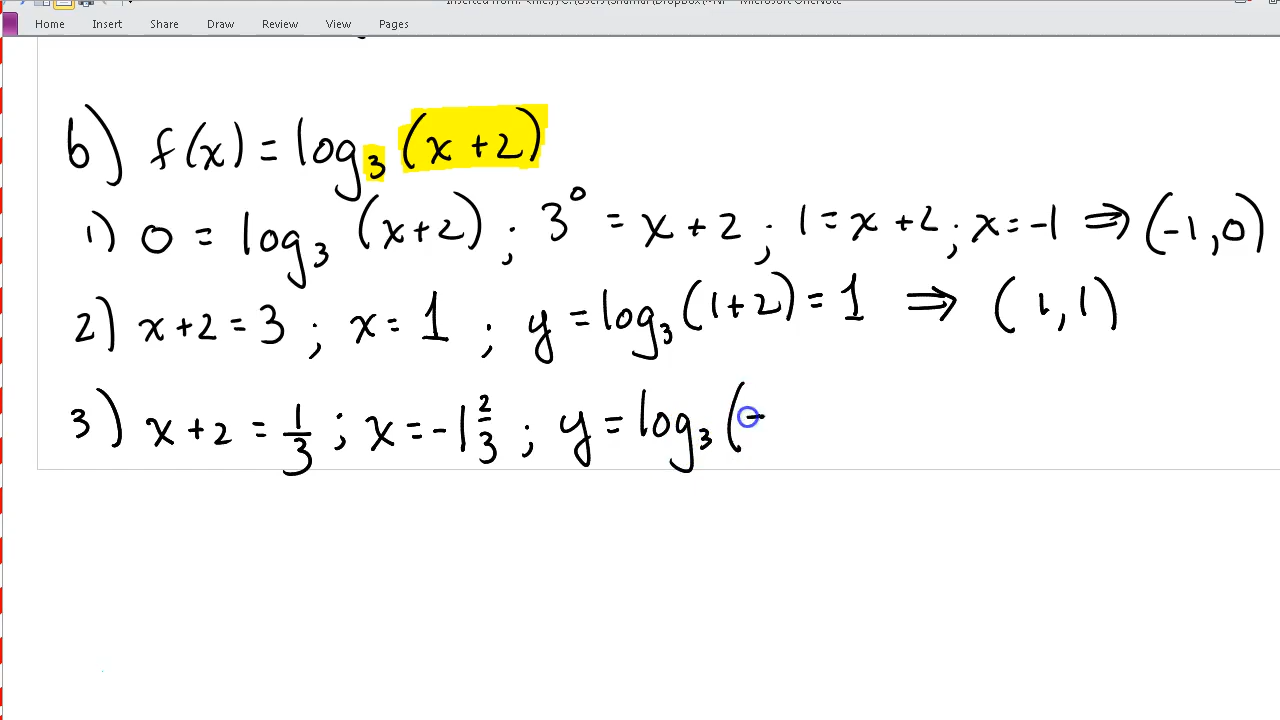 Home Insert Share Draw Review View Pages
b) f(x) = log₃ (x+2)
1) 0 = log₃ (x+2) ; 3⁰ = x+2 ; 1 = x+2 ; x = -1 ⇒ (-1,0)
2) x+2 = 3 ; x = 1 ; y = log₃(1+2) = 1 ⇒ (1,1)
3) x+2 = 1/3 ; x = -1 2/3 ; y = log₃ (-